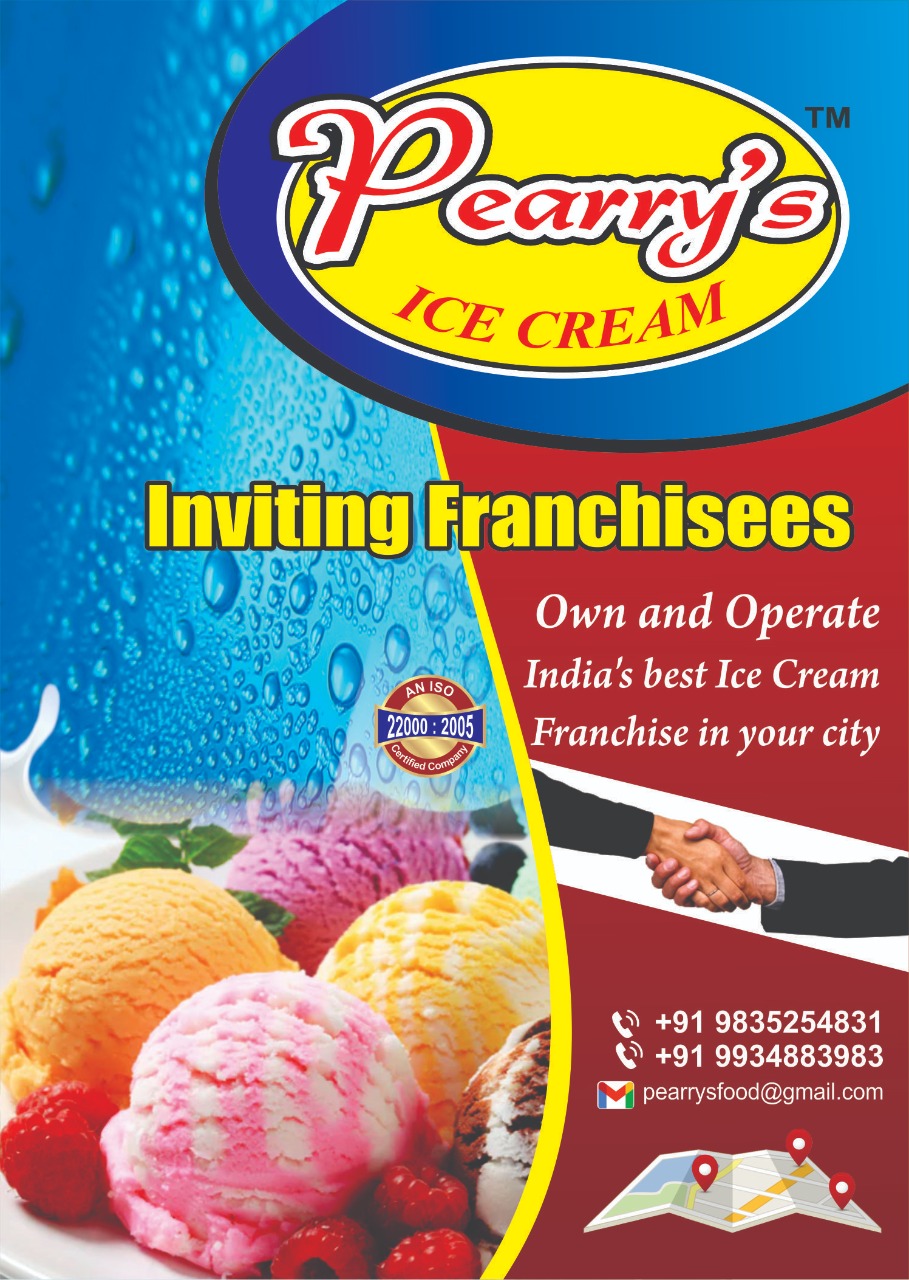 Pearry's
TM
ICE CREAM
Inviting Franchisees
Own and Operate
India's best Ice Cream
Franchise in your city
AN ISO
22000 : 2005
Certified Company
+91 9835254831
+91 9934883983
pearrysfood@gmail.com